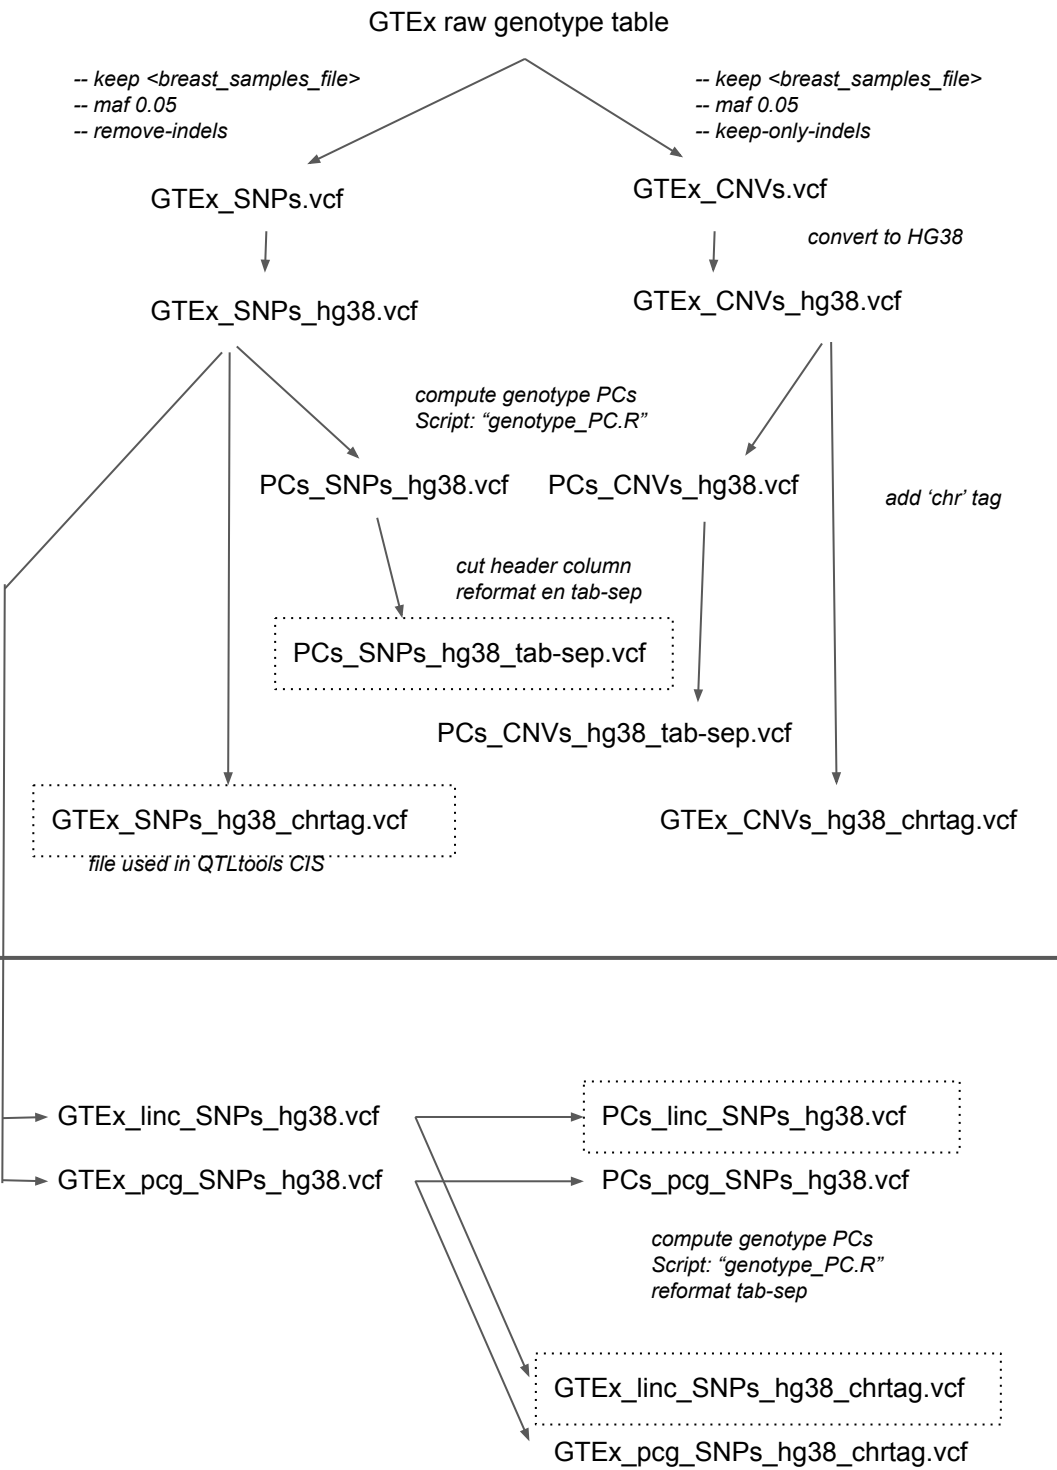 GTEx raw genotype table
-- keep <breast_samples_file>
-- maf 0.05
-- remove-indels
-- keep <breast_samples_file>
-- maf 0.05
-- keep-only-indels
GTEx_SNPs.vcf
GTEx_CNVs.vcf
convert to HG38
GTEx_SNPs_hg38.vcf
GTEx_CNVs_hg38.vcf
compute genotype PCs
Script: “genotype_PC.R”
PCs_SNPs_hg38.vcf
PCs_CNVs_hg38.vcf
add ‘chr’ tag
cut header column
reformat en tab-sep
PCs_SNPs_hg38_tab-sep.vcf
PCs_CNVs_hg38_tab-sep.vcf
GTEx_SNPs_hg38_chrtag.vcf
GTEx_CNVs_hg38_chrtag.vcf
file used in QTLtools CIS
GTEx_linc_SNPs_hg38.vcf
PCs_linc_SNPs_hg38.vcf
GTEx_pcg_SNPs_hg38.vcf
PCs_pcg_SNPs_hg38.vcf
compute genotype PCs
Script: “genotype_PC.R”
reformat tab-sep
GTEx_linc_SNPs_hg38_chrtag.vcf
GTEx_pcg_SNPs_hg38_chrtag.vcf